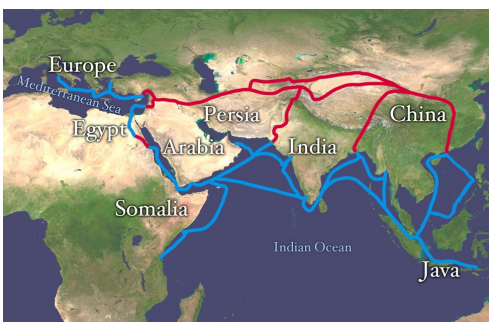 Europe
Mediterranean Sea
Egypt
Arabia
Persia
India
China
Somalia
Indian Ocean
Java